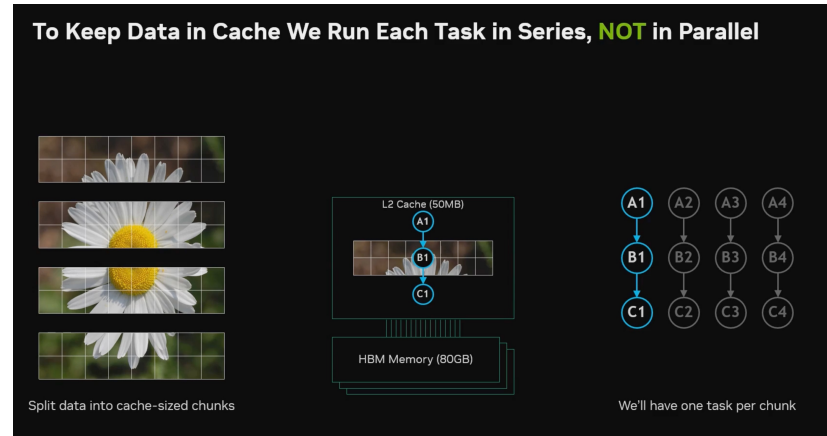 To Keep Data in Cache We Run Each Task in Series, NOT in Parallel
L2 Cache (50MB)
A1
B1
C1
HBM Memory (80GB)
A1 A2 A3 A4
B1 B2 B3 B4
C1 C2 C3 C4
Split data into cache-sized chunks
We'll have one task per chunk